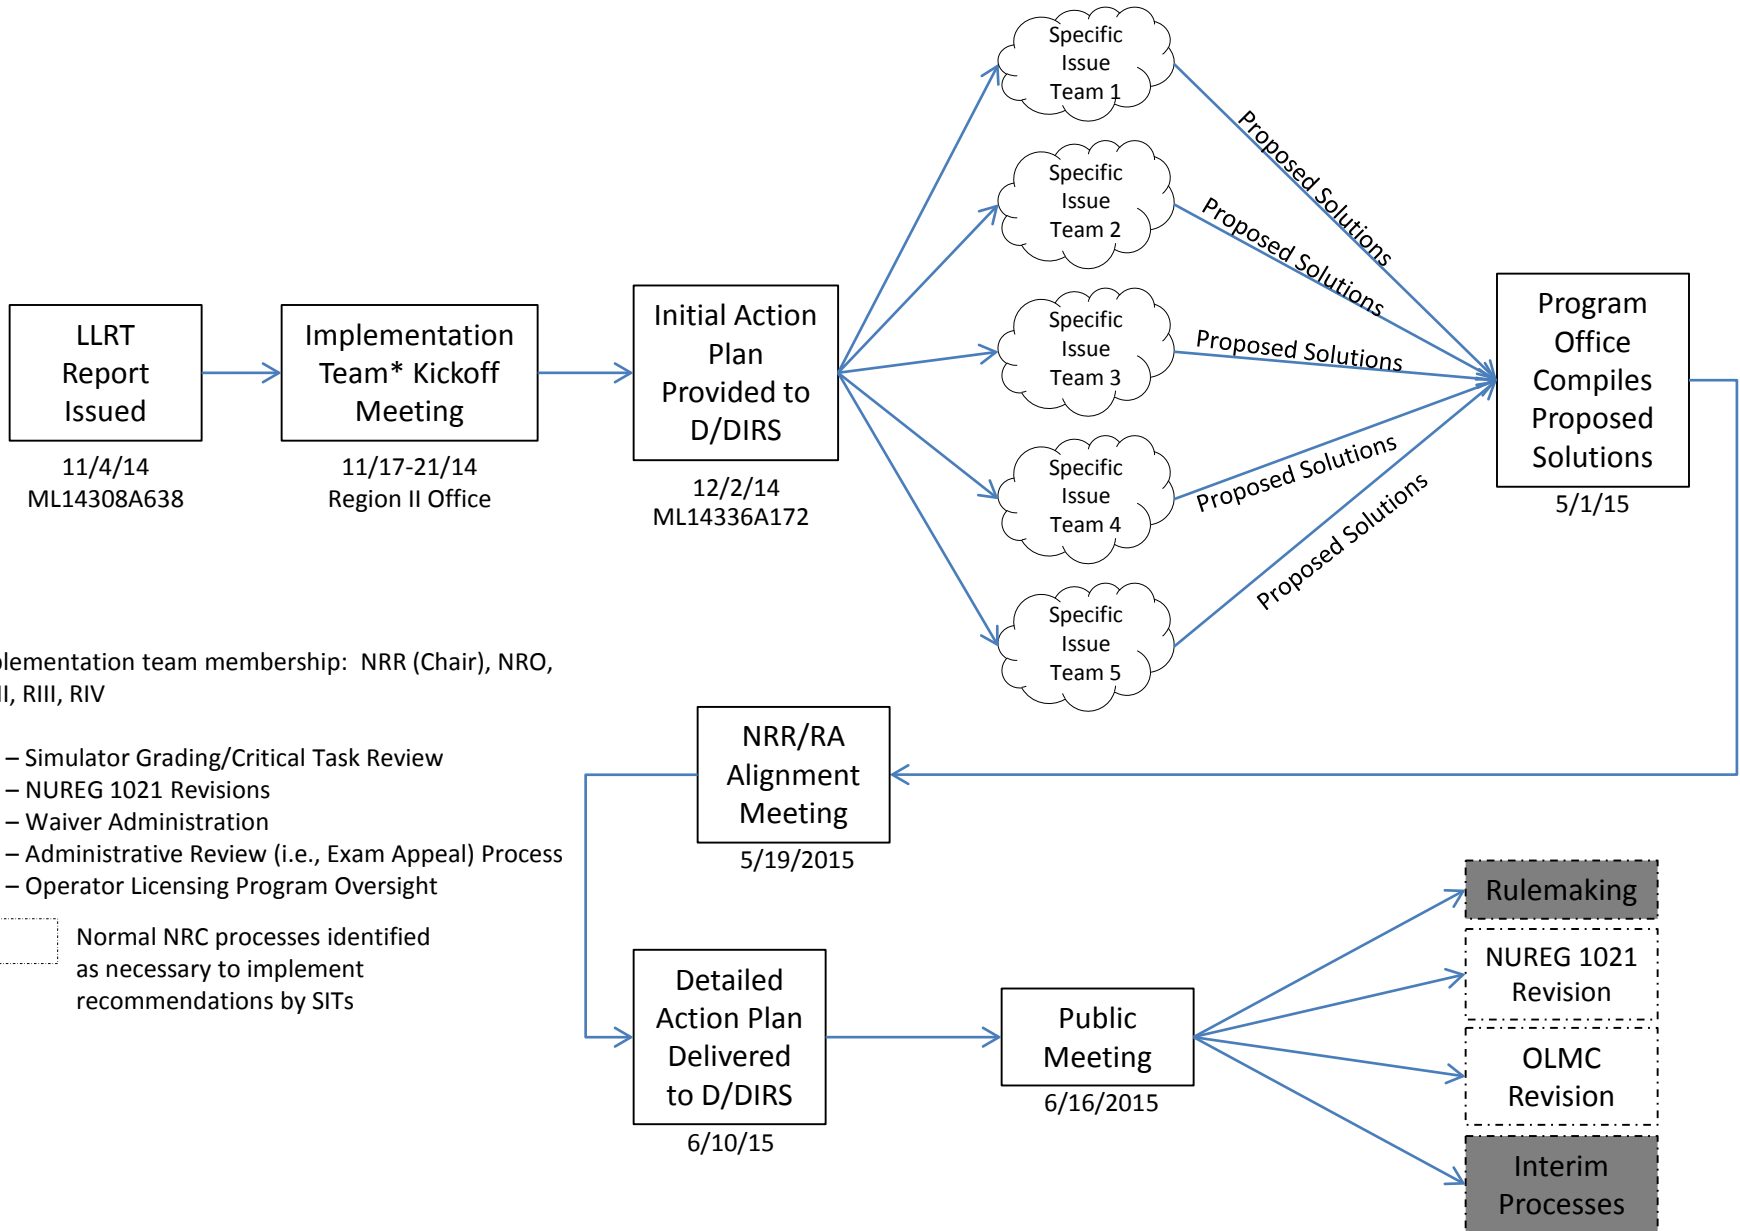 LLRT
Report
Issued
11/4/14
ML14308A638
Implementation
Team* Kickoff
Meeting
11/17-21/14
Region II Office
Initial Action
Plan
Provided to
D/DIRS
12/2/14
ML14336A172
Specific
Issue
Team 1
Specific
Issue
Team 2
Specific
Issue
Team 3
Specific
Issue
Team 4
Specific
Issue
Team 5
Proposed Solutions
Proposed Solutions
Proposed Solutions
Proposed Solutions
Proposed Solutions
Program
Office
Compiles
Proposed
Solutions
5/1/15
plementation team membership: NRR (Chair), NRO,
II, RIII, RIV
– Simulator Grading/Critical Task Review
– NUREG 1021 Revisions
– Waiver Administration
– Administrative Review (i.e., Exam Appeal) Process
– Operator Licensing Program Oversight
Normal NRC processes identified
as necessary to implement
recommendations by SITs
NRR/RA
Alignment
Meeting
5/19/2015
Detailed
Action Plan
Delivered
to D/DIRS
6/10/15
Public
Meeting
6/16/2015
Rulemaking
NUREG 1021
Revision
OLMC
Revision
Interim
Processes